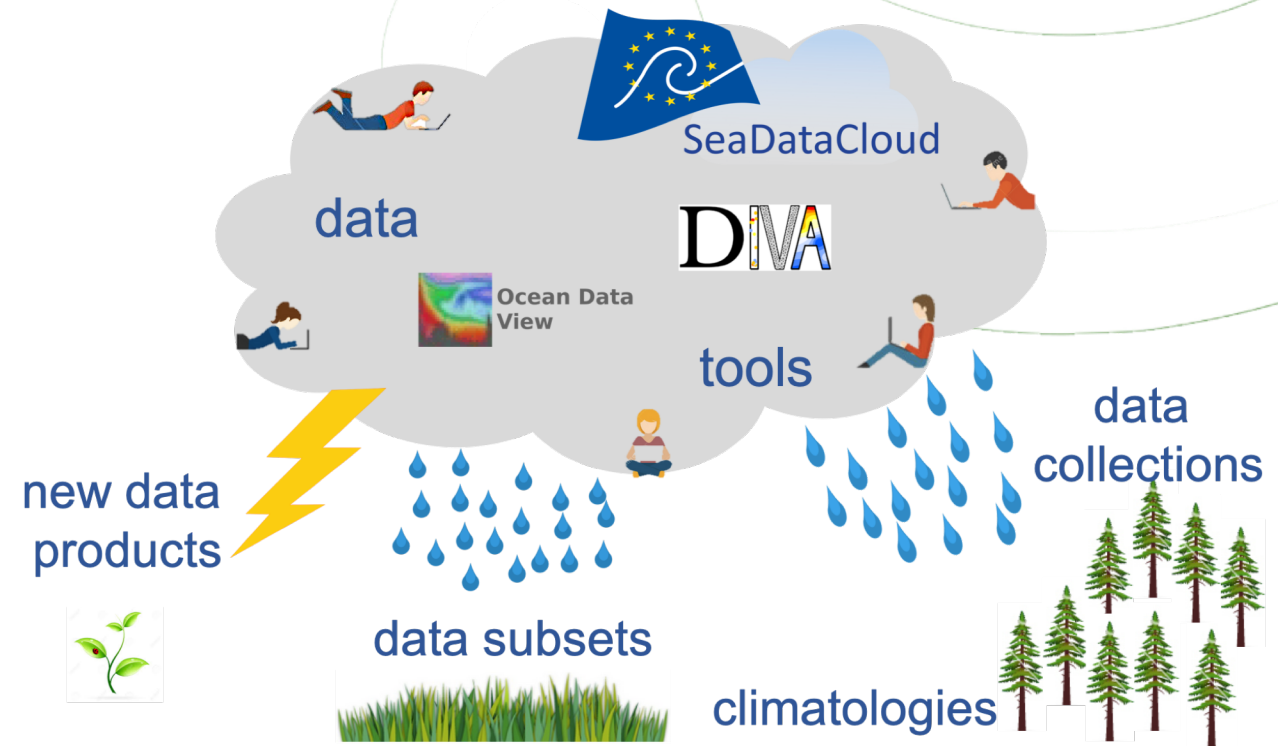 SeaDataCloud
data
DIVA
Ocean Data
View
tools
data
collections
new data
products
data subsets
climatologies